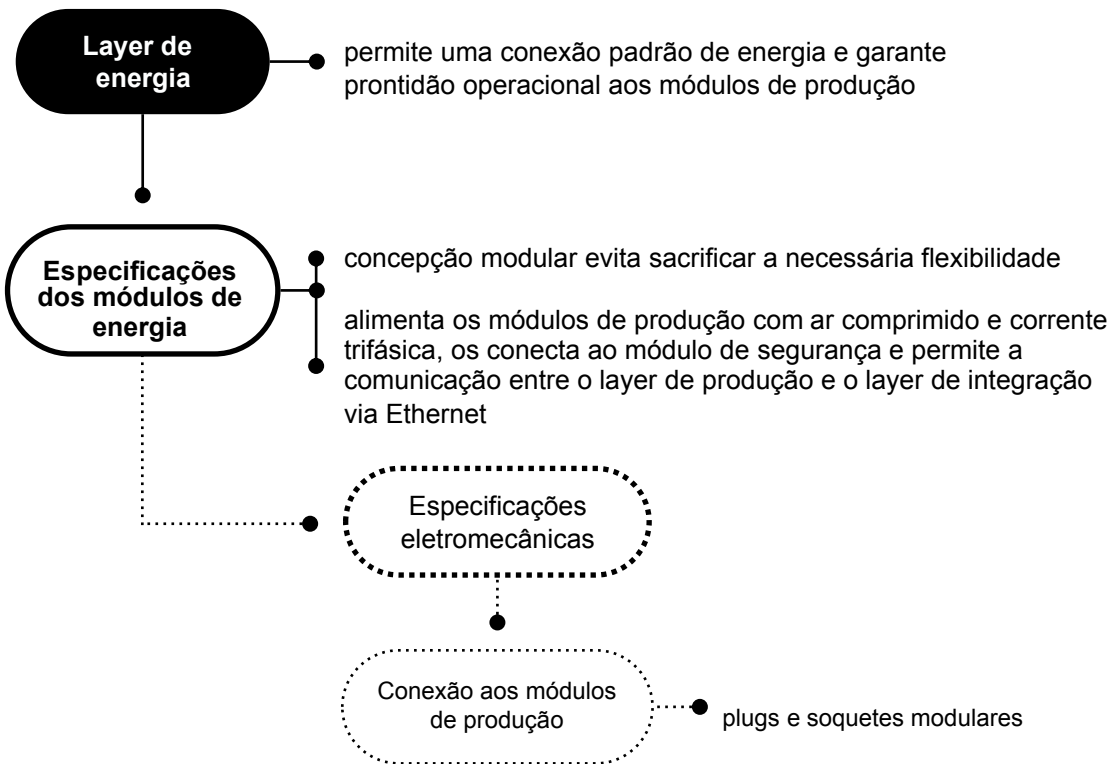 Layer de
energia
permite uma conexão padrão de energia e garante
prontidão operacional aos módulos de produção
Especificações
dos módulos de
energia
concepção modular evita sacrificar a necessária flexibilidade
alimenta os módulos de produção com ar comprimido e corrente
trifásica, os conecta ao módulo de segurança e permite a
comunicação entre o layer de produção e o layer de integração
via Ethernet
Especificações
eletromecânicas
Conexão aos módulos
de produção
plugs e soquetes modulares